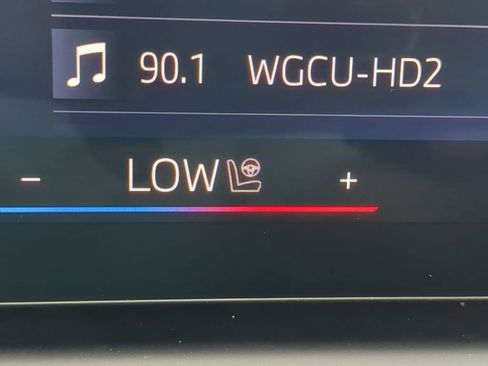 90.1 WGCU-HD2
- LOW +